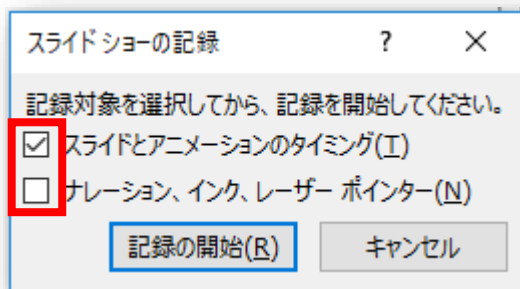 スライド ショーの記録 ? ×
記録対象を選択してから、記録を開始してください。
スライドとアニメーションのタイミング(T)
ナレーション、インク、レーザー ポインター(N)
記録の開始(R) キャンセル